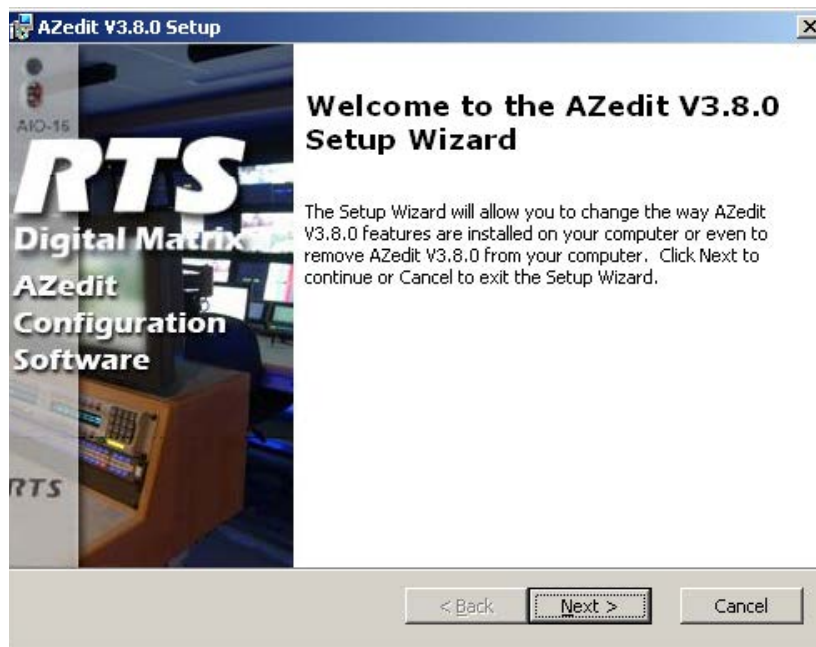 AZedit V3.8.0 Setup
AIO-16
RTS
Digital Matrix
AZedit
Configuration
Software
RTS
Welcome to the AZedit V3.8.0
Setup Wizard
The Setup Wizard will allow you to change the way AZedit
V3.8.0 features are installed on your computer or even to
remove AZedit V3.8.0 from your computer. Click Next to
continue or Cancel to exit the Setup Wizard.
< Back
Next >
Cancel